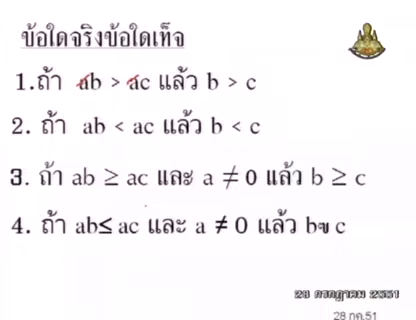 ข้อใดจริงข้อใดเท็จ
1.ถ้า ab > ac แล้ว b > c
2. ถ้า ab < ac แล้ว b < c
3. ถ้า ab ≥ ac และ a ≠ 0 แล้ว b ≥ c
4. ถ้า ab≤ ac และ a ≠ 0 แล้ว bข c
28 กรกฎาคม 2551
28 กค.51